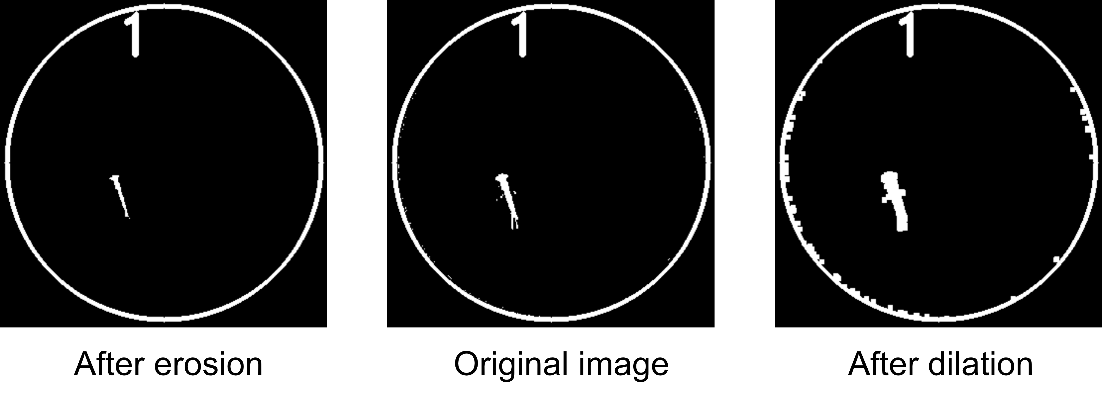 1 1 1
After erosion Original image After dilation